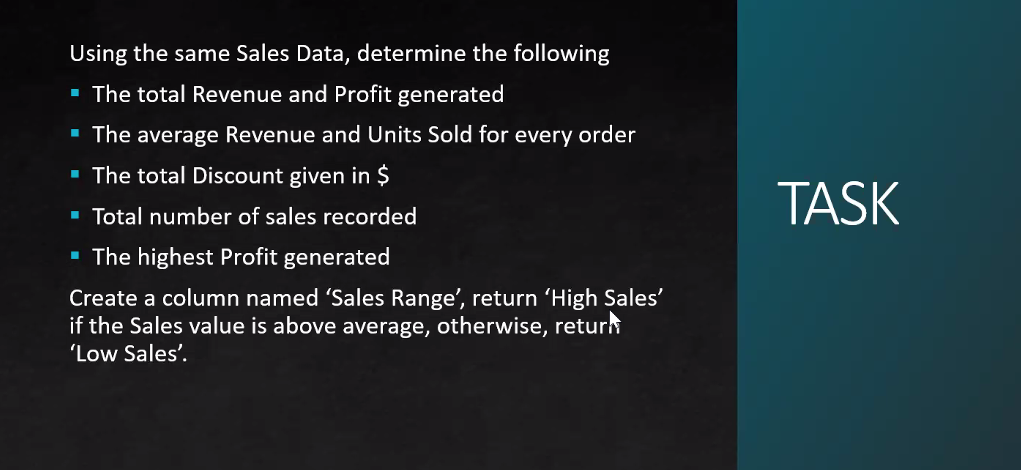 Using the same Sales Data, determine the following
▪ The total Revenue and Profit generated
▪ The average Revenue and Units Sold for every order
▪ The total Discount given in $
▪ Total number of sales recorded
▪ The highest Profit generated
Create a column named ‘Sales Range’, return ‘High Sales’
if the Sales value is above average, otherwise, return
‘Low Sales’.
TASK